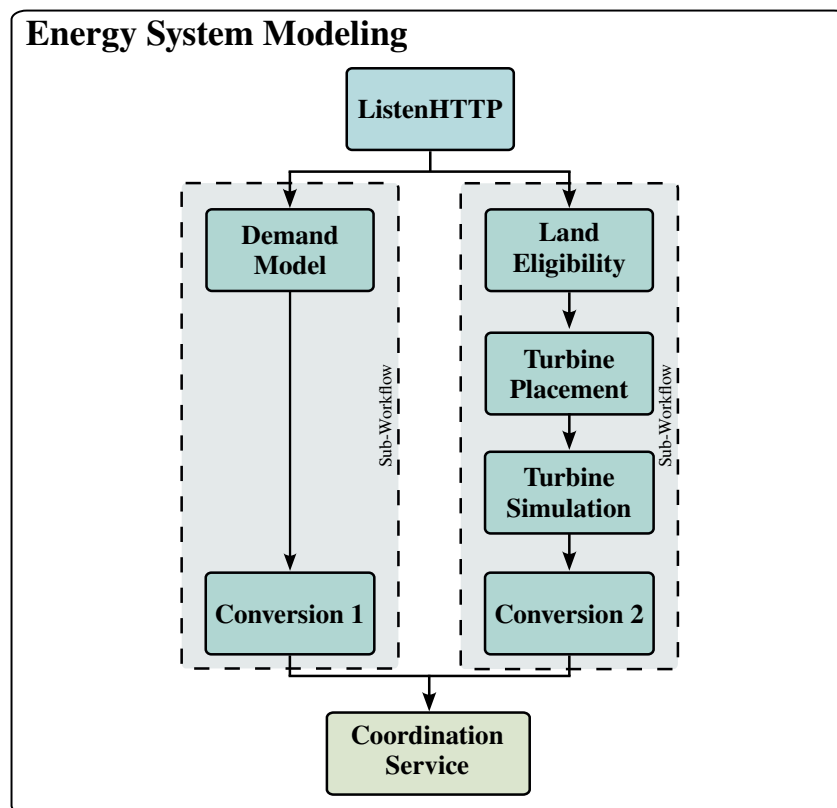 Energy System Modeling
ListenHTTP
Demand
Model
Sub-Workflow
Conversion 1
Land
Eligibility
Turbine
Placement
Turbine
Simulation
Sub-Workflow
Conversion 2
Coordination
Service